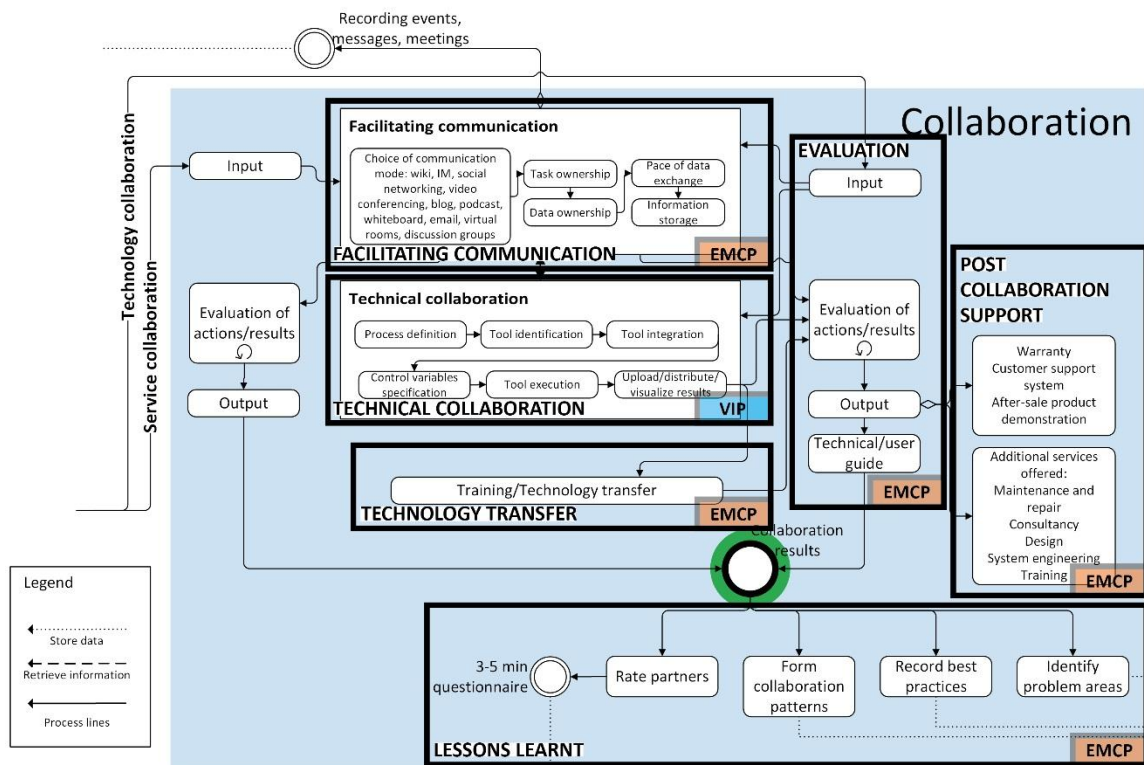 Recording events,
messages, meetings
Technology collaboration
Service collaboration
Collaboration
Input
Facilitating communication
Choice of communication
mode: wiki, IM, social
networking, video
conferencing, blog, podcast,
whiteboard, email, virtual
rooms, discussion groups
Task ownership
Data ownership
Pace of data
exchange
Information
storage
FACILITATING COMMUNICATION
EMCP
EVALUATION
Input
Evaluation of
actions/results
Output
Technical/user
guide
EMCP
Evaluation of
actions/results
Output
Technical collaboration
Process definition
Tool identification
Tool integration
Control variables
specification
Tool execution
Upload/distribute/
visualize results
TECHNICAL COLLABORATION
VIP
POST
COLLABORATION
SUPPORT
Warranty
Customer support
system
After-sale product
demonstration
Additional services
offered:
Maintenance and
repair
Consultancy
Design
System engineering
Training
EMCP
Training/Technology transfer
TECHNOLOGY TRANSFER
EMCP
Collaboration
results
Legend
Store data
Retrieve information
Process lines
3-5 min
questionnaire
Rate partners
Form
collaboration
patterns
Record best
practices
Identify
problem areas
LESSONS LEARNT
EMCP